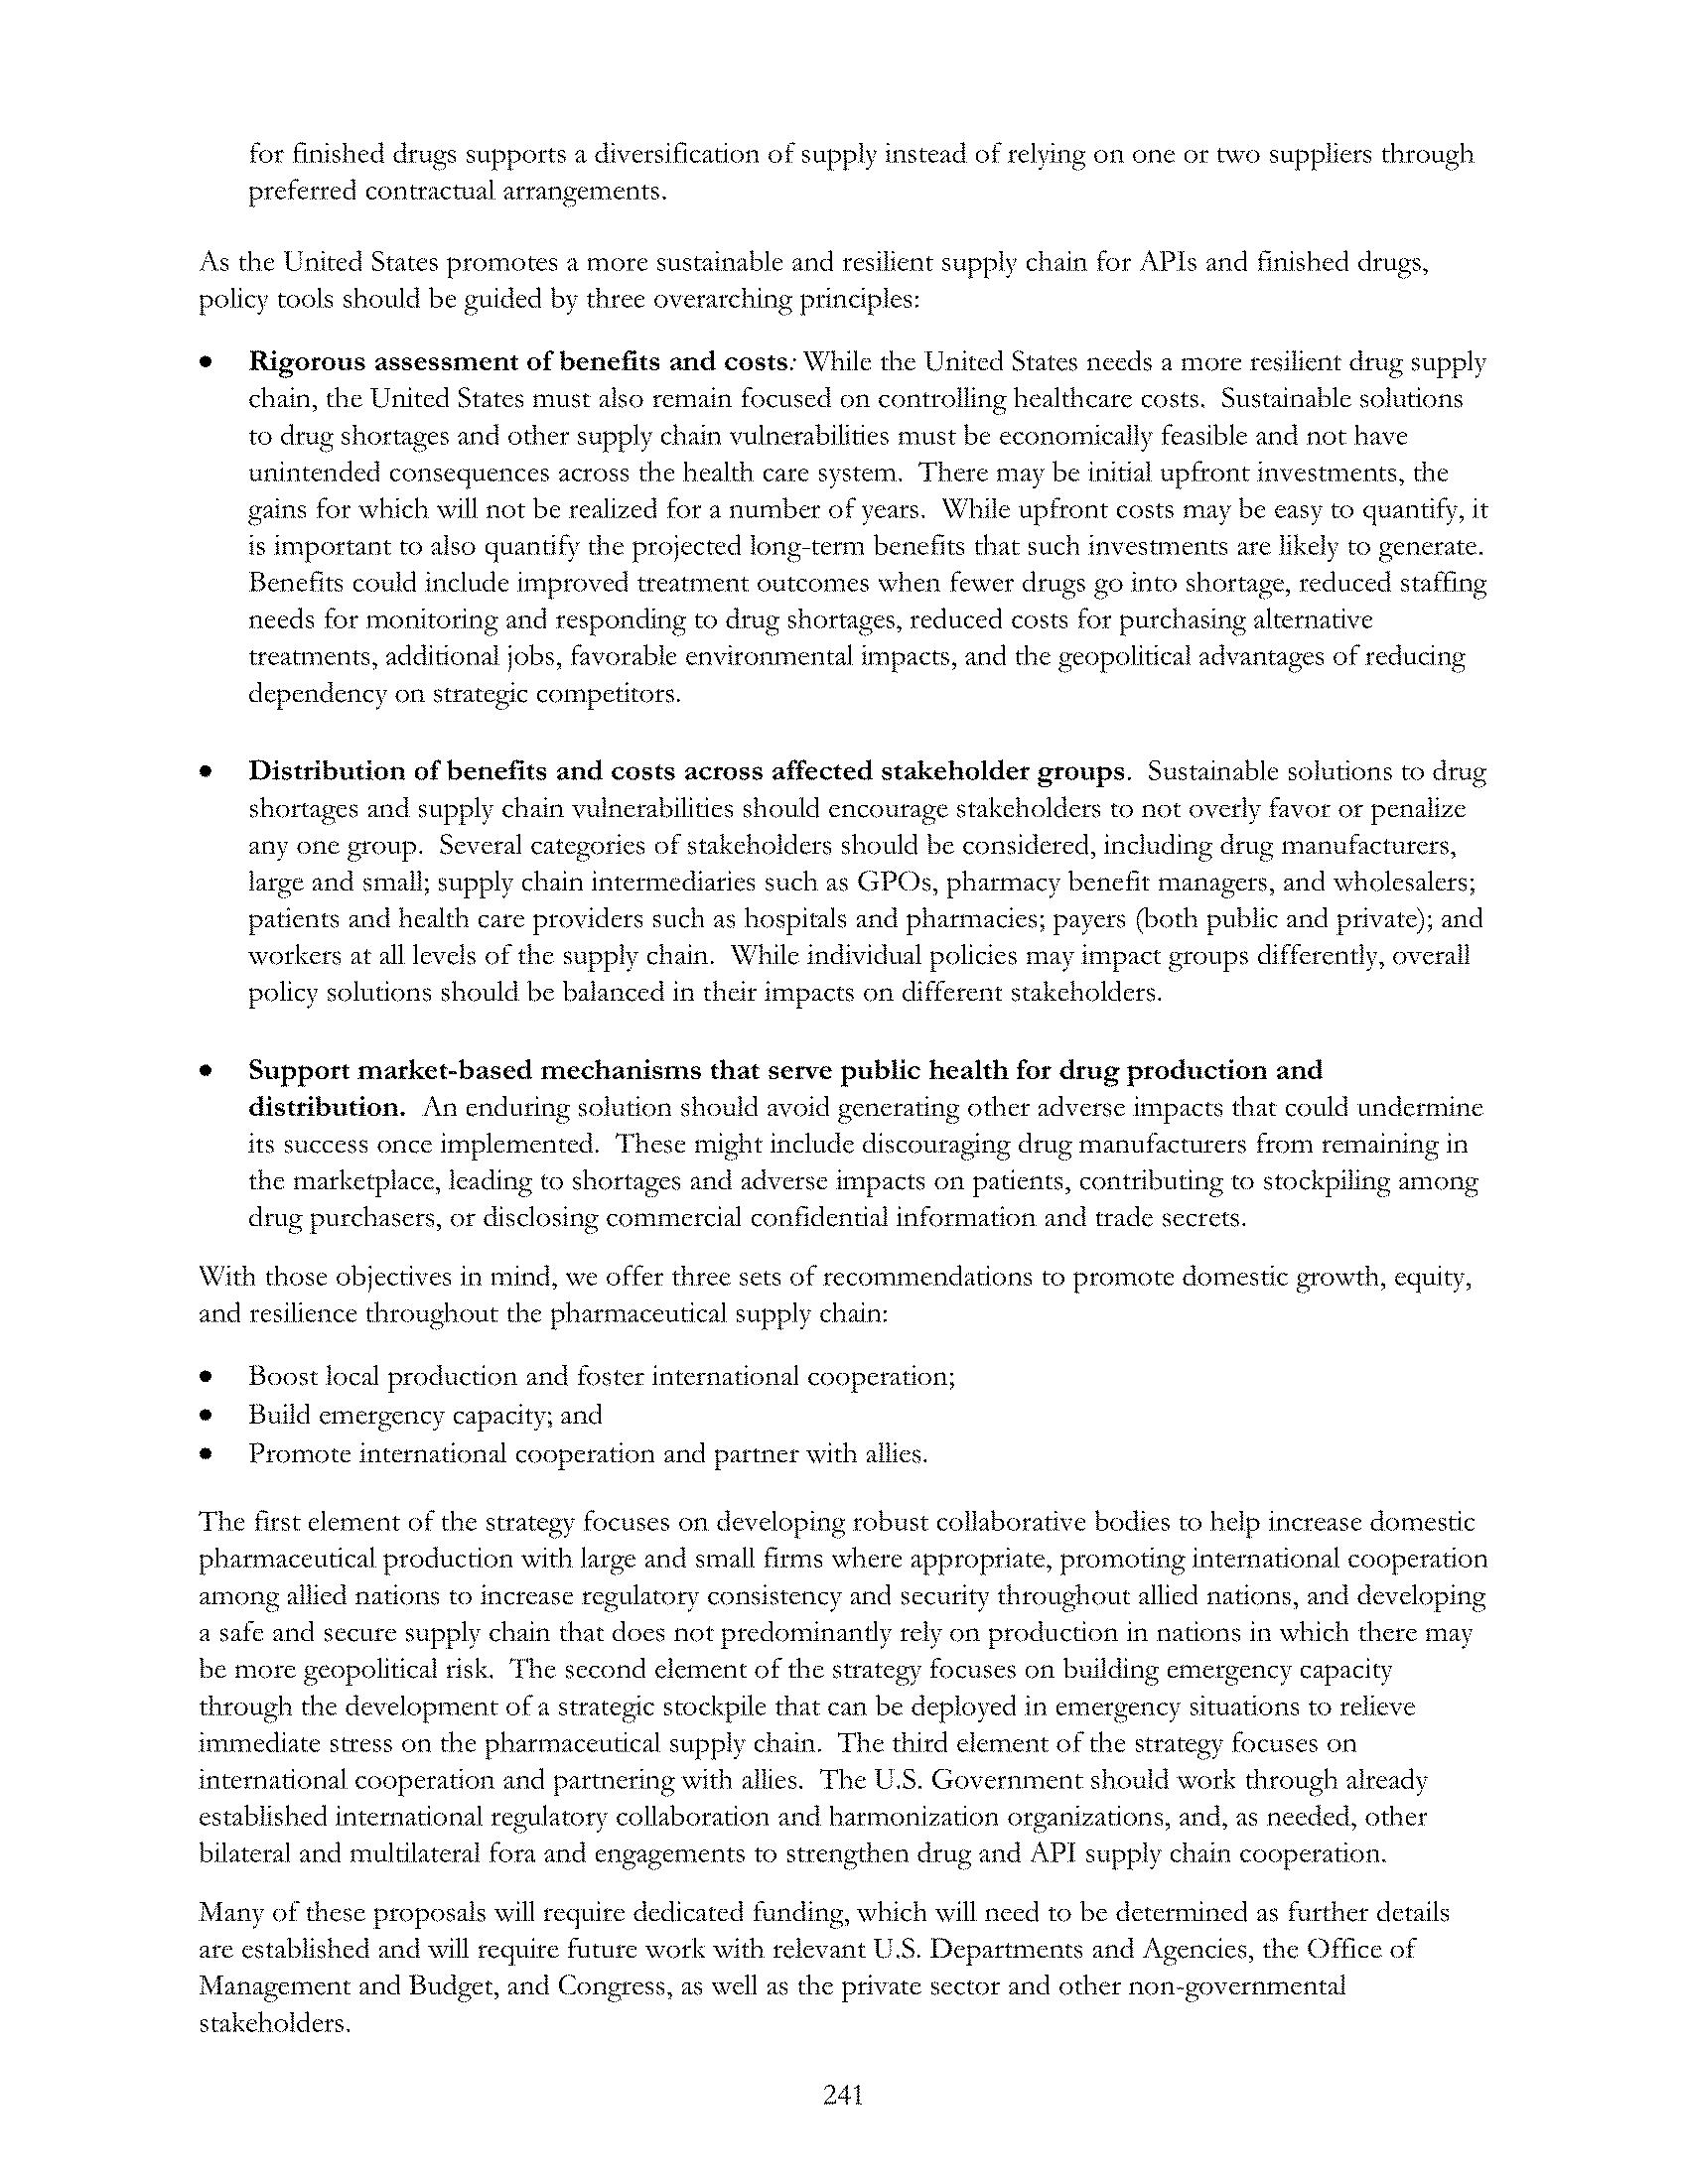 for finished drugs supports a diversification of supply instead of relying on one or two suppliers through
preferred contractual arrangements.
As the United States promotes a more sustainable and resilient supply chain for APIs and finished drugs,
policy tools should be guided by three overarching principles:
• Rigorous assessment of benefits and costs: While the United States needs a more resilient drug supply
chain, the United States must also remain focused on controlling healthcare costs. Sustainable solutions
to drug shortages and other supply chain vulnerabilities must be economically feasible and not have
unintended consequences across the health care system. There may be initial upfront investments, the
gains for which will not be realized for a number of years. While upfront costs may be easy to quantify, it
is important to also quantify the projected long-term benefits that such investments are likely to generate.
Benefits could include improved treatment outcomes when fewer drugs go into shortage, reduced staffing
needs for monitoring and responding to drug shortages, reduced costs for purchasing alternative
treatments, additional jobs, favorable environmental impacts, and the geopolitical advantages of reducing
dependency on strategic competitors.
• Distribution of benefits and costs across affected stakeholder groups. Sustainable solutions to drug
shortages and supply chain vulnerabilities should encourage stakeholders to not overly favor or penalize
any one group. Several categories of stakeholders should be considered, including drug manufacturers,
large and small; supply chain intermediaries such as GPOs, pharmacy benefit managers, and wholesalers;
patients and health care providers such as hospitals and pharmacies; payers (both public and private); and
workers at all levels of the supply chain. While individual policies may impact groups differently, overall
policy solutions should be balanced in their impacts on different stakeholders.
• Support market-based mechanisms that serve public health for drug production and
distribution. An enduring solution should avoid generating other adverse impacts that could undermine
its success once implemented. These might include discouraging drug manufacturers from remaining in
the marketplace, leading to shortages and adverse impacts on patients, contributing to stockpiling among
drug purchasers, or disclosing commercial confidential information and trade secrets.
With those objectives in mind, we offer three sets of recommendations to promote domestic growth, equity,
and resilience throughout the pharmaceutical supply chain:
• Boost local production and foster international cooperation;
• Build emergency capacity; and
• Promote international cooperation and partner with allies.
The first element of the strategy focuses on developing robust collaborative bodies to help increase domestic
pharmaceutical production with large and small firms where appropriate, promoting international cooperation
among allied nations to increase regulatory consistency and security throughout allied nations, and developing
a safe and secure supply chain that does not predominantly rely on production in nations in which there may
be more geopolitical risk. The second element of the strategy focuses on building emergency capacity
through the development of a strategic stockpile that can be deployed in emergency situations to relieve
immediate stress on the pharmaceutical supply chain. The third element of the strategy focuses on
international cooperation and partnering with allies. The U.S. Government should work through already
established international regulatory collaboration and harmonization organizations, and, as needed, other
bilateral and multilateral fora and engagements to strengthen drug and API supply chain cooperation.
Many of these proposals will require dedicated funding, which will need to be determined as further details
are established and will require future work with relevant U.S. Departments and Agencies, the Office of
Management and Budget, and Congress, as well as the private sector and other non-governmental
stakeholders.
241